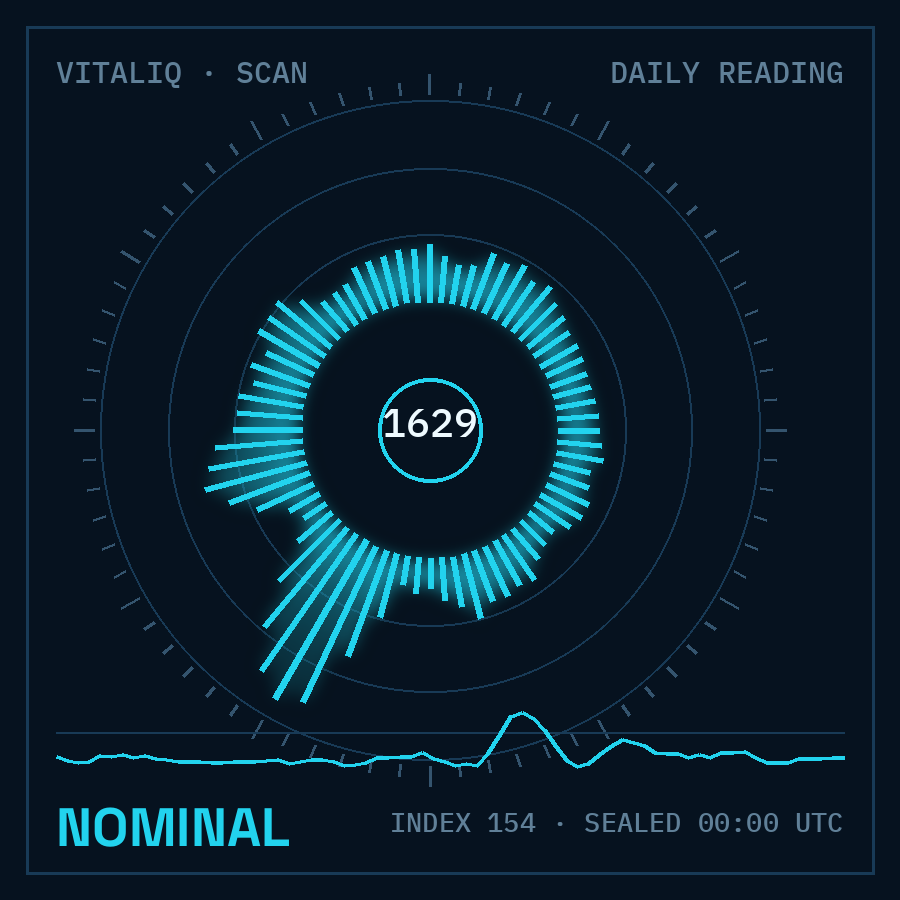 VITALIQ · SCAN
DAILY READING
1629
NOMINAL
INDEX 154 · SEALED 00:00 UTC